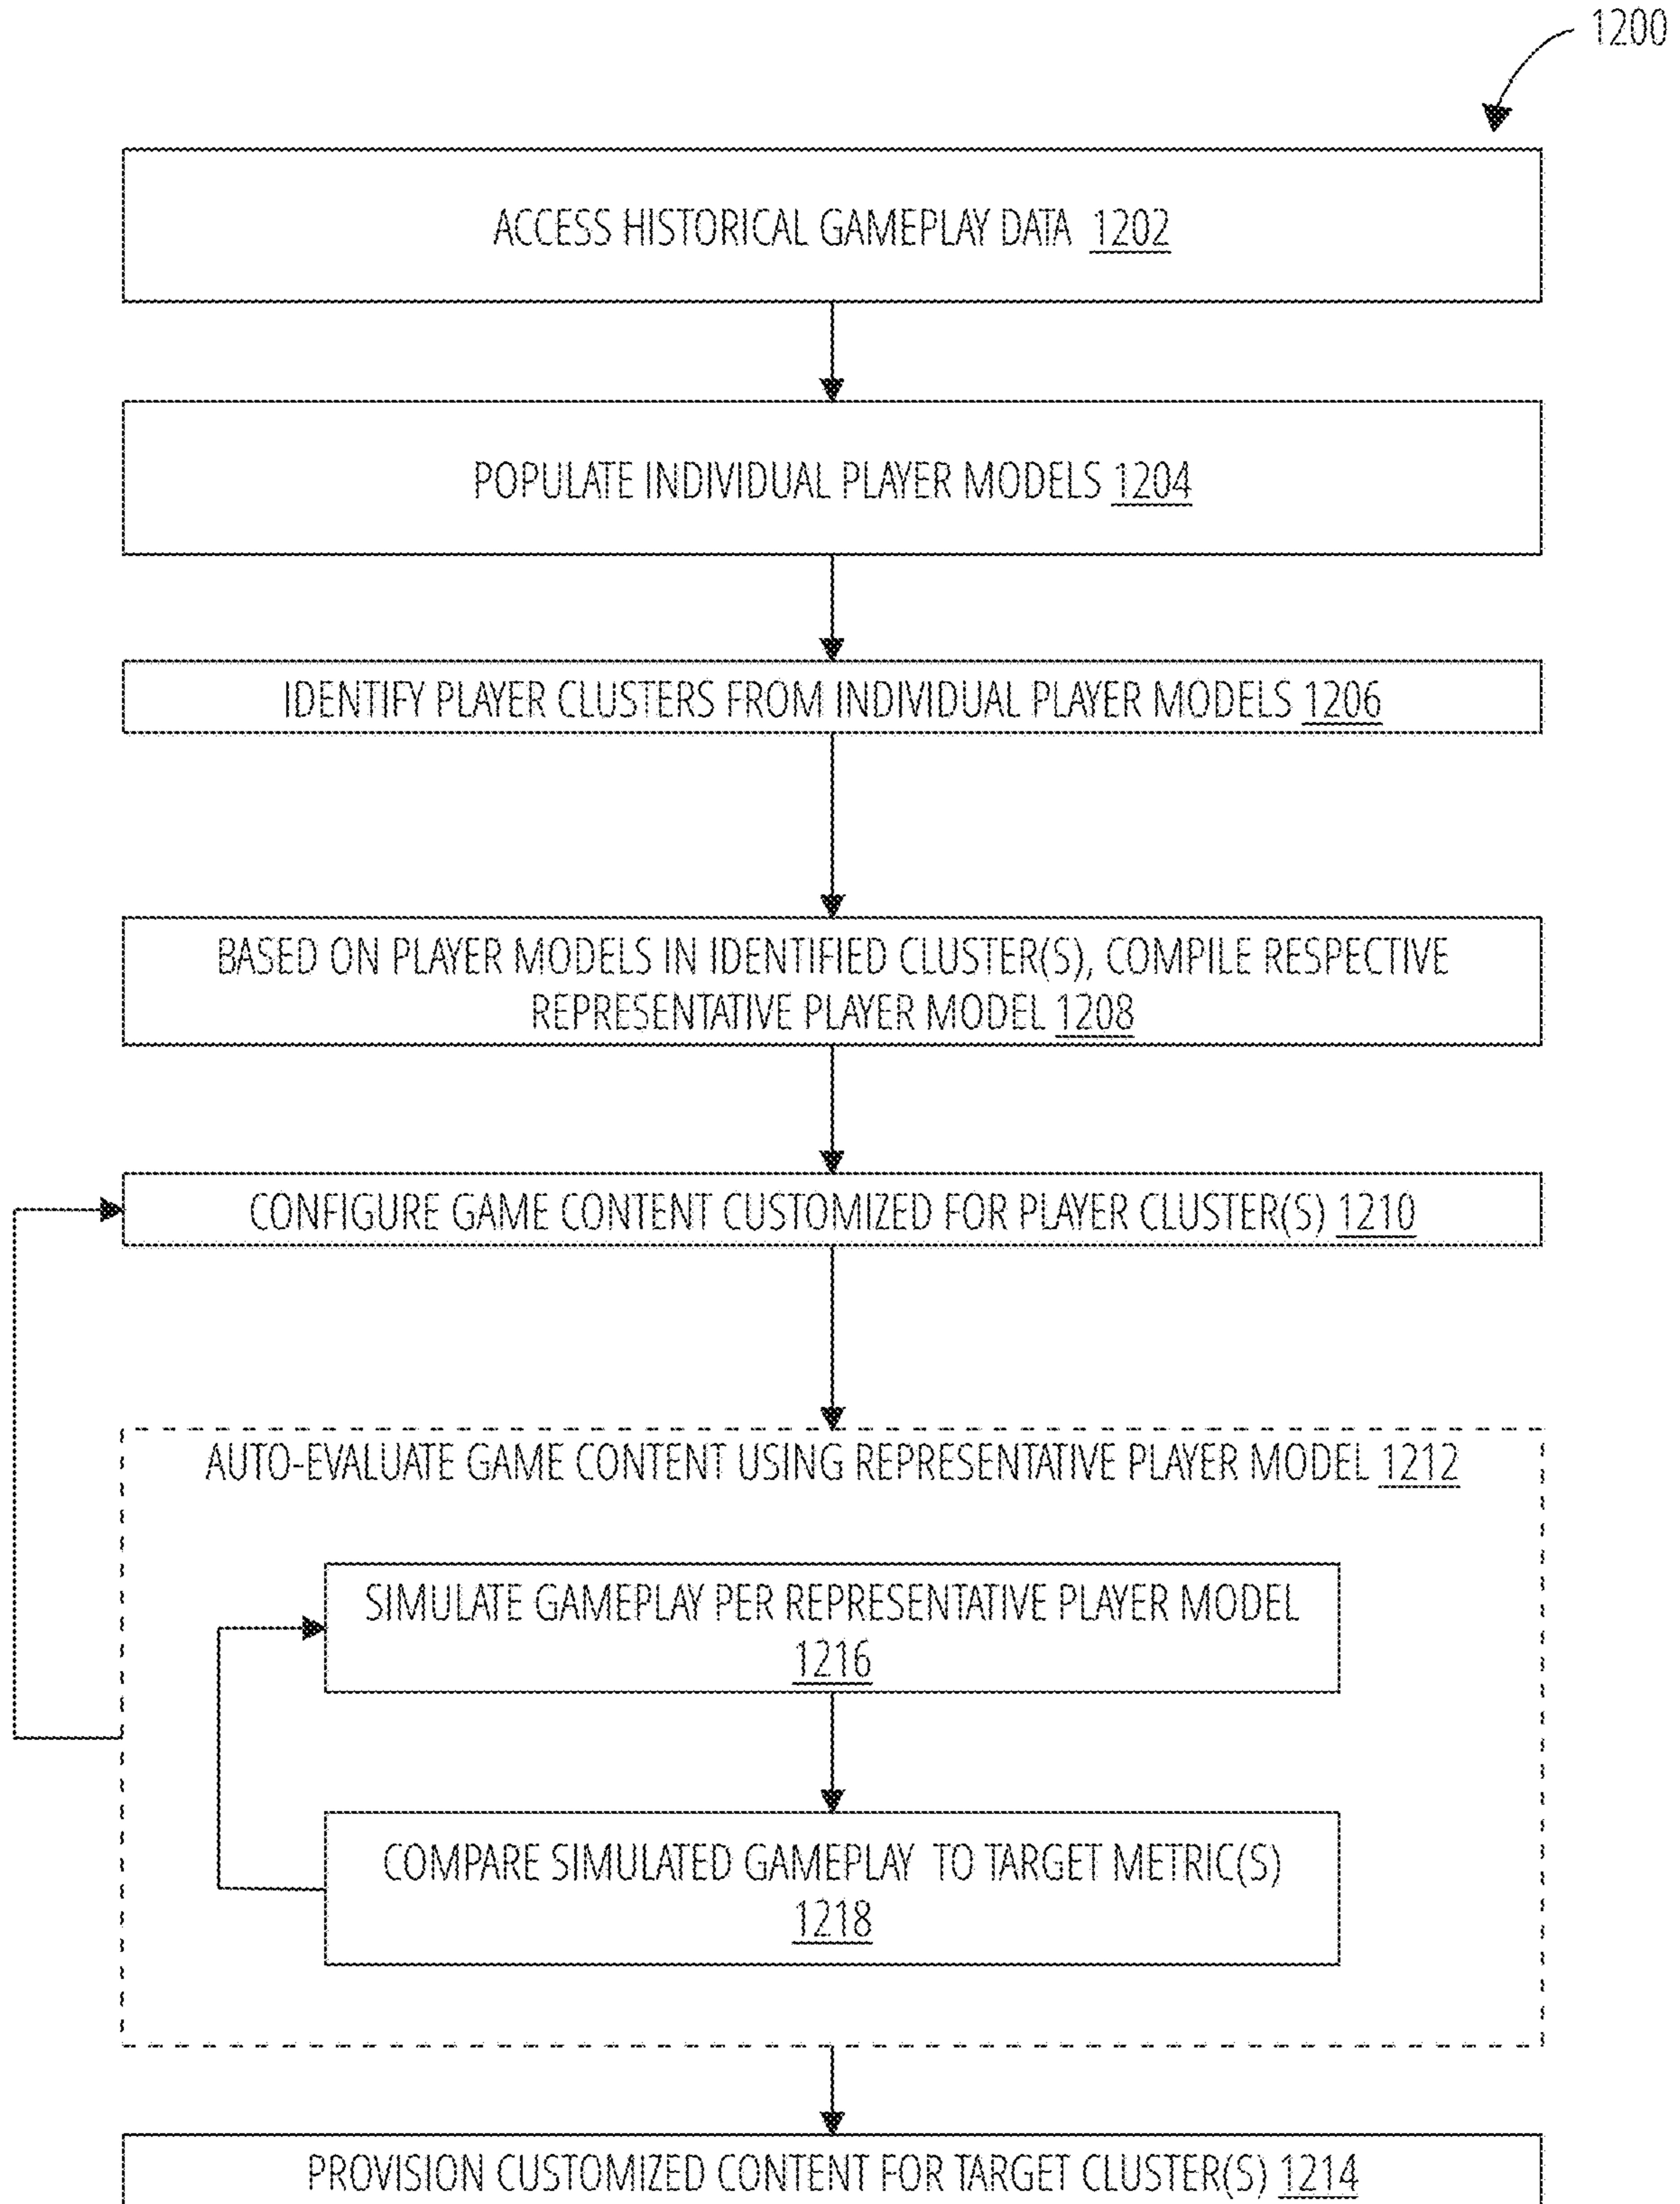 1200
ACCESS HISTORICAL GAMEPLAY DATA 1202
POPULATE INDIVIDUAL PLAYER MODELS 1204
IDENTIFY PLAYER CLUSTERS FROM INDIVIDUAL PLAYER MODELS 1206
BASED ON PLAYER MODELS IN IDENTIFIED CLUSTER(S), COMPILE RESPECTIVE
REPRESENTATIVE PLAYER MODEL 1208
CONFIGURE GAME CONTENT CUSTOMIZED FOR PLAYER CLUSTER(S) 1210
AUTO-EVALUATE GAME CONTENT USING REPRESENTATIVE PLAYER MODEL 1212
SIMULATE GAMEPLAY PER REPRESENTATIVE PLAYER MODEL
1216
COMPARE SIMULATED GAMEPLAY TO TARGET METRIC(S)
1218
PROVISION CUSTOMIZED CONTENT FOR TARGET CLUSTER(S) 1214